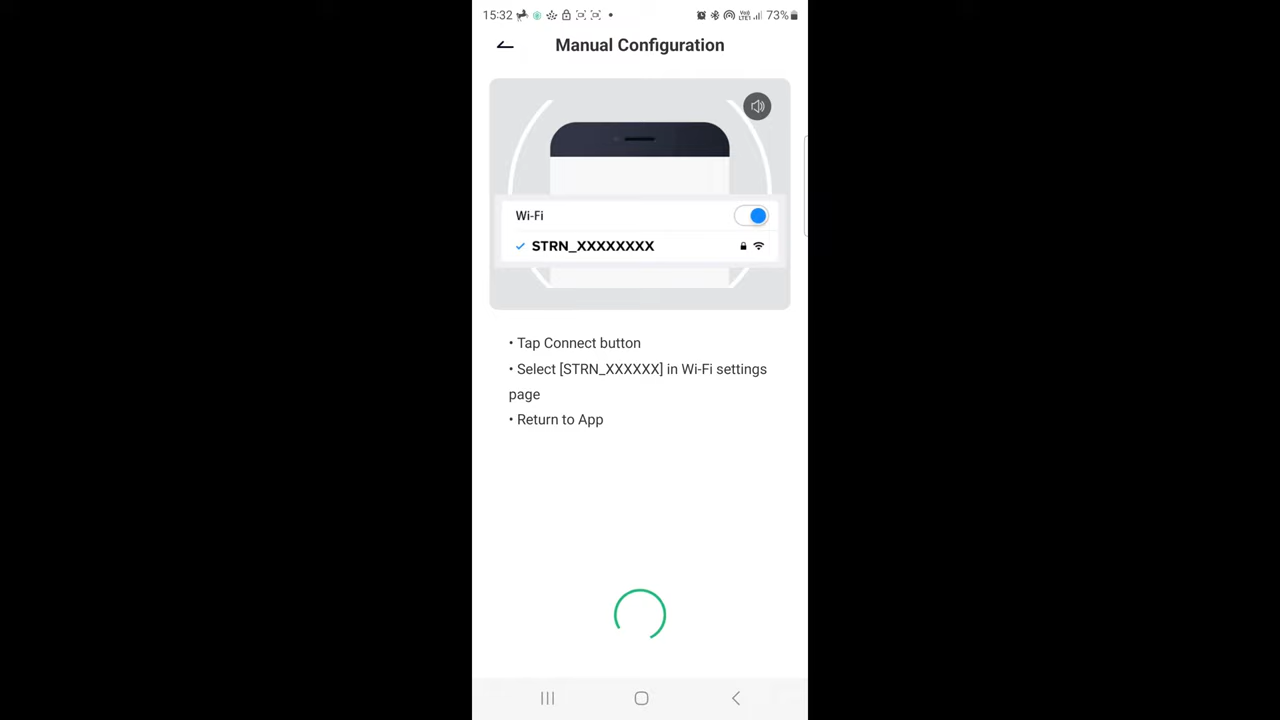 15:32 73%
Manual Configuration
Wi-Fi
STRN_XXXXXXXX
• Tap Connect button
• Select [STRN_XXXXXX] in Wi-Fi settings
page
• Return to App